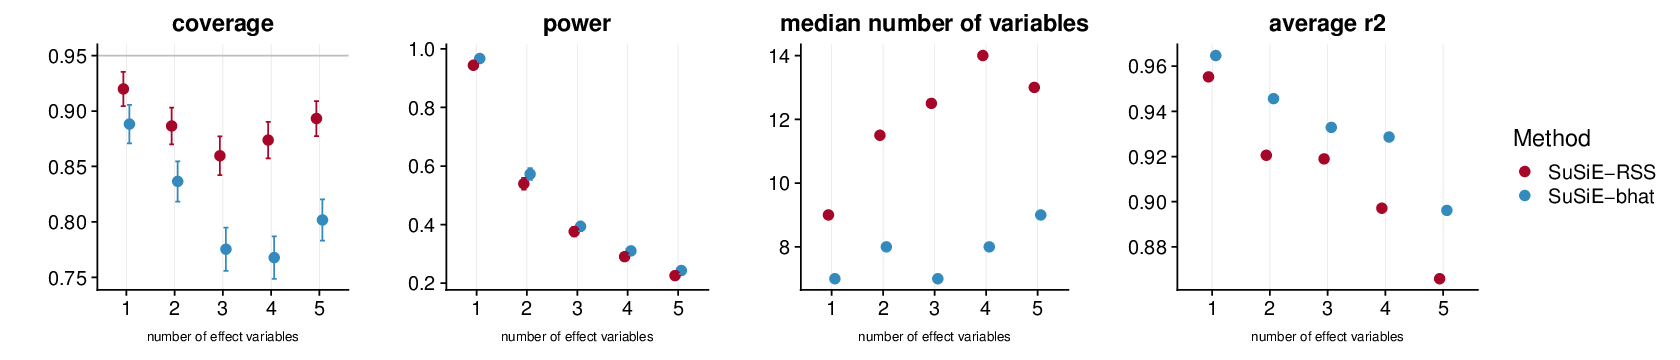 coverage
0.95
0.90
0.85
0.80
0.75
1 2 3 4 5
number of effect variables
power
1.0
0.8
0.6
0.4
0.2
1 2 3 4 5
number of effect variables
median number of variables
14
12
10
8
1 2 3 4 5
number of effect variables
average r2
0.96
0.94
0.92
0.90
0.88
1 2 3 4 5
number of effect variables
Method
SuSiE−RSS
SuSiE−bhat